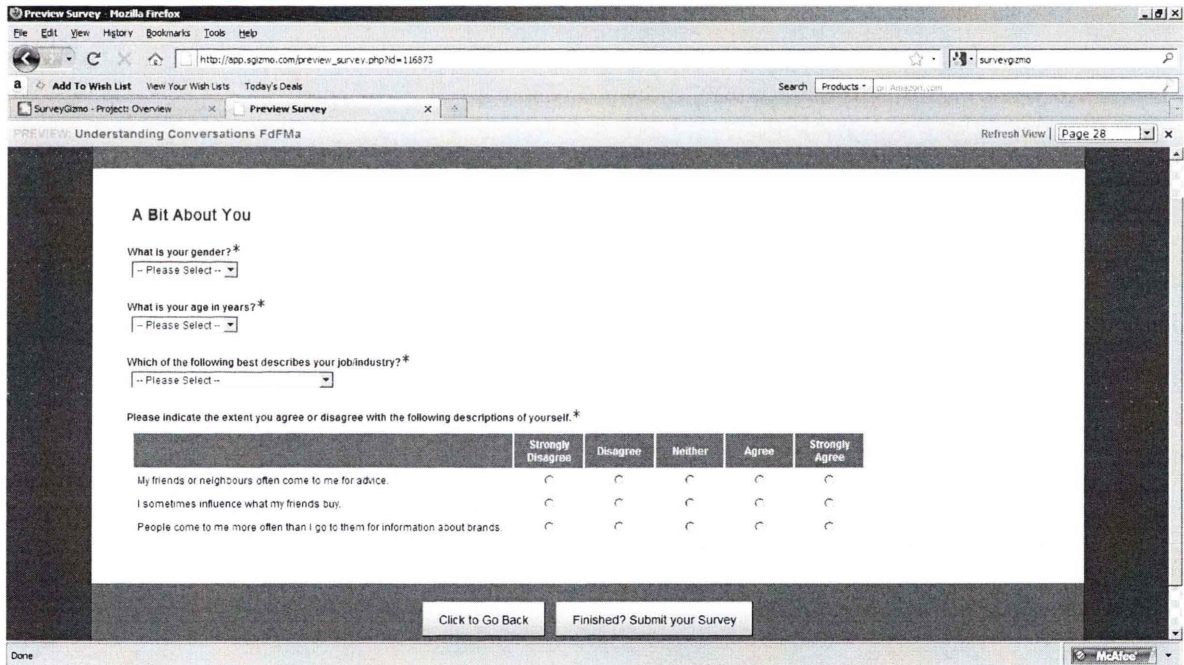 Preview Survey - Mozilla Firefox
File Edit View History Bookmarks Tools Help
http://app.sgizmo.com/preview_survey.php?id=116873
surveygizmo
a Add To Wish List View Your Wish Lists Today's Deals Search Products on Amazon.com
SurveyGizmo - Project: Overview Preview Survey
PREVIEW: Understanding Conversations FdFMa Refresh View | Page 28 x
A Bit About You
What is your gender?*
-- Please Select --
What is your age in years?*
-- Please Select --
Which of the following best describes your job/industry?*
-- Please Select --
Please indicate the extent you agree or disagree with the following descriptions of yourself.*
Strongly Disagree Disagree Neither Agree Strongly Agree
My friends or neighbours often come to me for advice.
I sometimes influence what my friends buy.
People come to me more often than I go to them for information about brands.
Click to Go Back Finished? Submit your Survey
Done McAfee